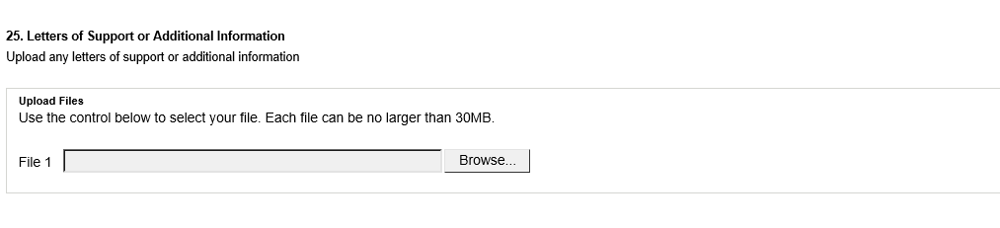 25. Letters of Support or Additional Information
Upload any letters of support or additional information
Upload Files
Use the control below to select your file. Each file can be no larger than 30MB.
File 1 Browse...